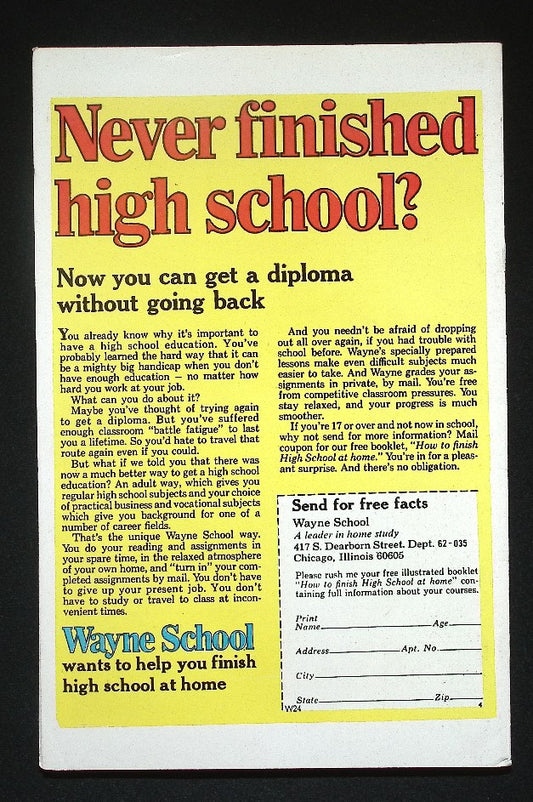 Never finished
high school?
Now you can get a diploma
without going back
You already know why it's important to
have a high school education. You've
probably learned the hard way that it can
be a mighty big handicap when you don't
have enough education — no matter how
hard you work at your job.
What can you do about it?
Maybe you've thought of trying again
to get a diploma. But you've suffered
enough classroom "battle fatigue" to last
you a lifetime. So you'd hate to travel that
route again even if you could.
But what if we told you that there was
now a much better way to get a high school
education? An adult way, which gives you
regular high school subjects and your choice
of practical business and vocational subjects
which give you background for one of a
number of career fields.
That's the unique Wayne School way.
You do your reading and assignments in
your spare time, in the relaxed atmosphere
of your own home, and "turn in" your com-
pleted assignments by mail. You don't have
to give up your present job. You don't
have to study or travel to class at incon-
venient times.
Wayne School
wants to help you finish
high school at home
And you needn't be afraid of dropping
out all over again, if you had trouble with
school before. Wayne's specially prepared
lessons make even difficult subjects much
easier to take. And Wayne grades your as-
signments in private, by mail. You're free
from competitive classroom pressures. You
stay relaxed, and your progress is much
smoother.
If you're 17 or over and not now in school,
why not send for more information? Mail
coupon for our free booklet, "How to finish
High School at home." You're in for a pleas-
ant surprise. And there's no obligation.
Send for free facts
Wayne School
A leader in home study
417 S. Dearborn Street. Dept. 62-035
Chicago, Illinois 60605
Please rush me your free illustrated booklet
"How to finish High School at home" con-
taining full information about your courses.
Print
Name Age
Address Apt. No.
City
State Zip
W24 4